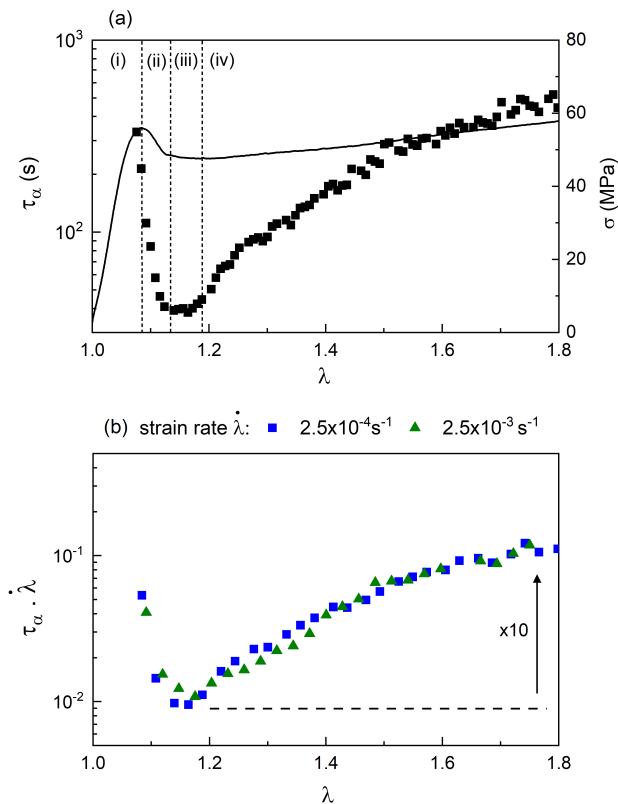 (a)
10³ 80
(i) (ii) (iii) (iv)
60
τα (s) 40 σ (MPa)
10² 20
0
1.0 1.2 1.4 1.6 1.8
λ
(b) strain rate λ̇: 2.5x10⁻⁴s⁻¹ 2.5x10⁻³ s⁻¹
10⁻¹
τα . λ̇
x10
10⁻²
1.0 1.2 1.4 1.6 1.8
λ